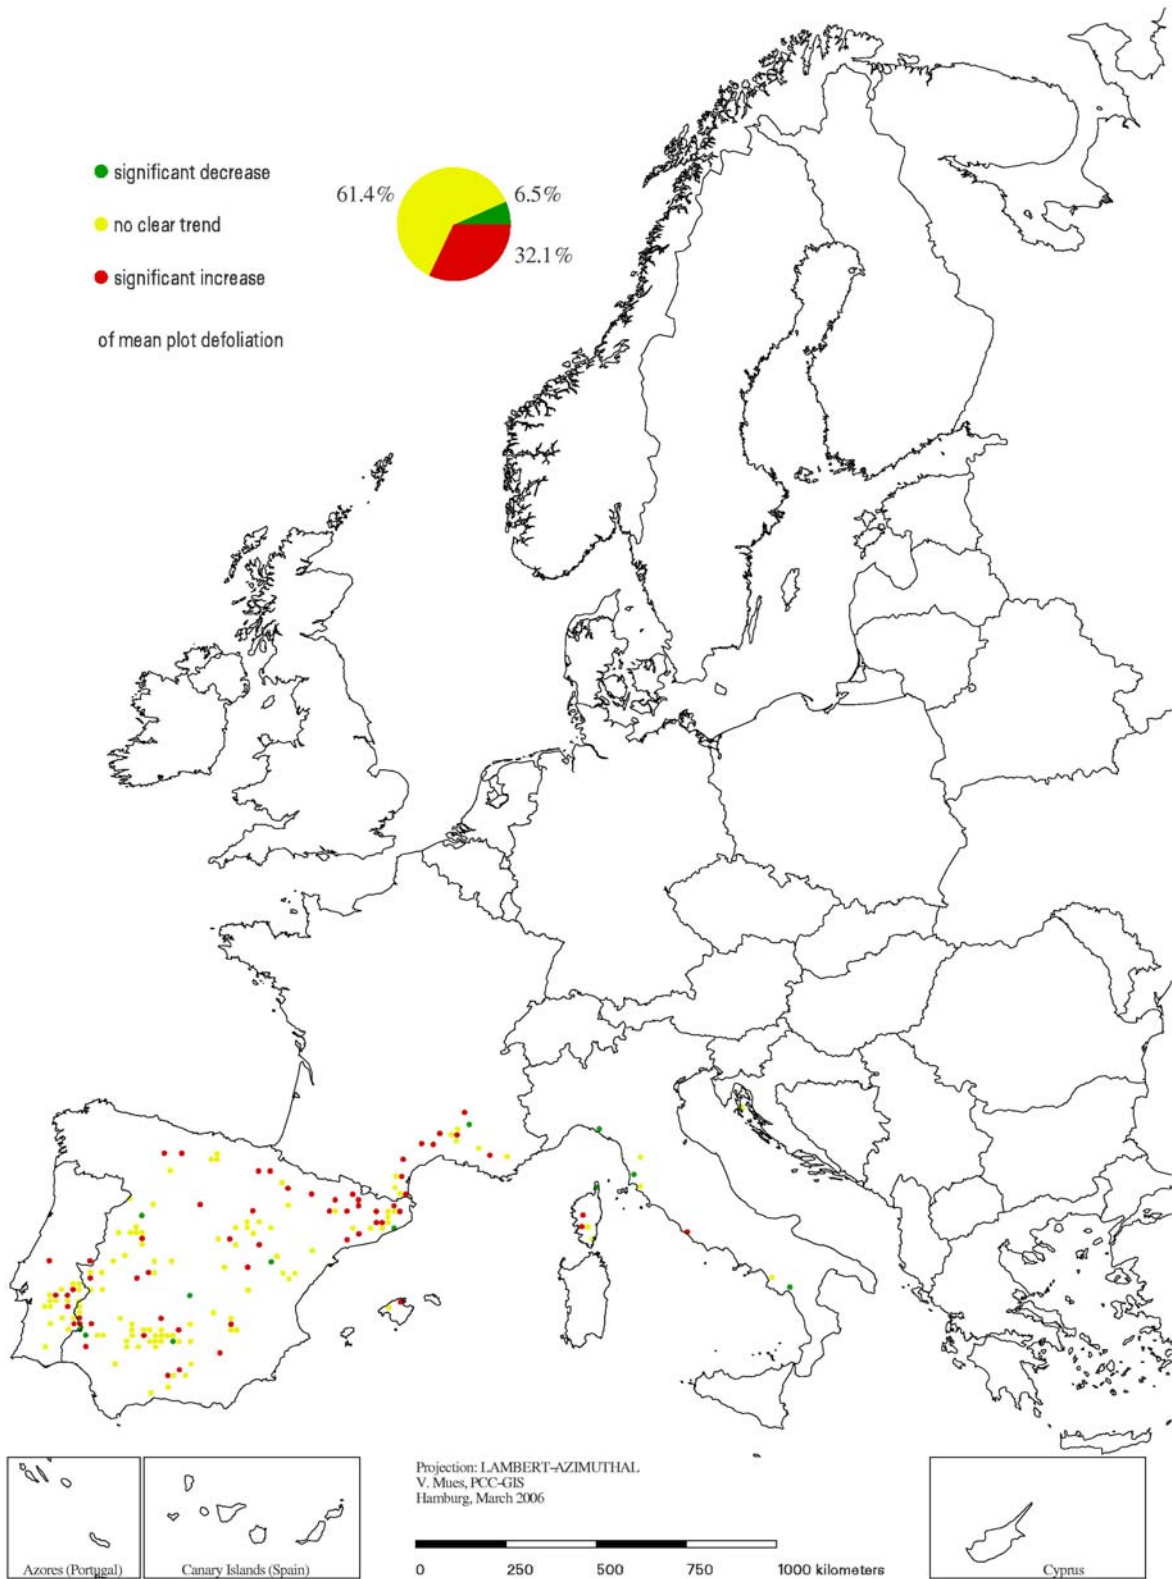 significant decrease
no clear trend
significant increase
of mean plot defoliation
61.4%
6.5%
32.1%
Projection: LAMBERT-AZIMUTHAL
V. Mues, PCC-GIS
Hamburg, March 2006
0 250 500 750 1000 kilometers
Azores (Portugal)
Canary Islands (Spain)
Cyprus